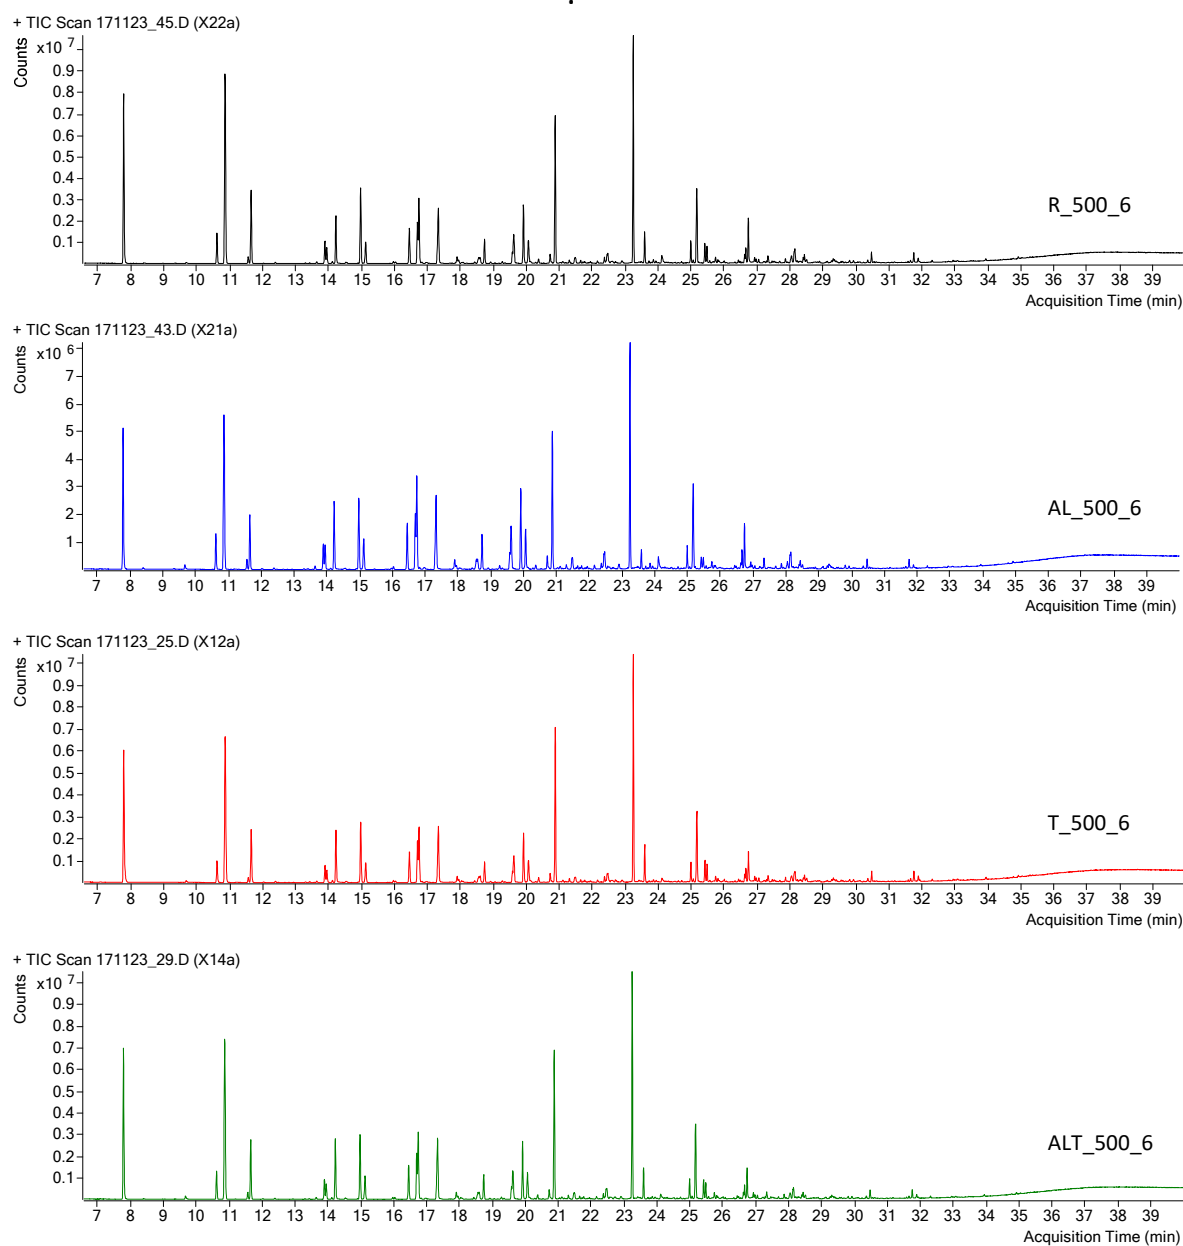 + TIC Scan 171123_45.D (X22a)
Counts
x10 7
0.9
0.8
0.7
0.6
0.5
0.4
0.3
0.2
0.1
R_500_6
7 8 9 10 11 12 13 14 15 16 17 18 19 20 21 22 23 24 25 26 27 28 29 30 31 32 33 34 35 36 37 38 39
Acquisition Time (min)
+ TIC Scan 171123_43.D (X21a)
Counts
x10 6
7
6
5
4
3
2
1
AL_500_6
7 8 9 10 11 12 13 14 15 16 17 18 19 20 21 22 23 24 25 26 27 28 29 30 31 32 33 34 35 36 37 38 39
Acquisition Time (min)
+ TIC Scan 171123_25.D (X12a)
Counts
x10 7
0.9
0.8
0.7
0.6
0.5
0.4
0.3
0.2
0.1
T_500_6
7 8 9 10 11 12 13 14 15 16 17 18 19 20 21 22 23 24 25 26 27 28 29 30 31 32 33 34 35 36 37 38 39
Acquisition Time (min)
+ TIC Scan 171123_29.D (X14a)
Counts
x10 7
0.9
0.8
0.7
0.6
0.5
0.4
0.3
0.2
0.1
ALT_500_6
7 8 9 10 11 12 13 14 15 16 17 18 19 20 21 22 23 24 25 26 27 28 29 30 31 32 33 34 35 36 37 38 39
Acquisition Time (min)